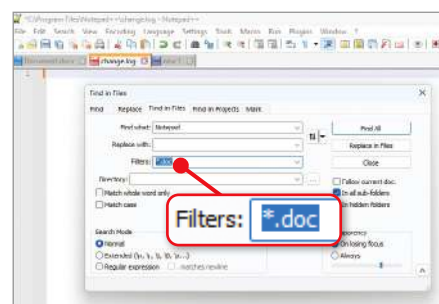 *C:\Program Files\Notepad++\change.log - Notepad++
File Edit Search View Encoding Language Settings Tools Macro Run Plugins Window ?
change.log
1
Find in Files
Find Replace Find in Files Find in Projects Mark
Find what: Notepad
Find All
Replace with:
Replace in Files
Filters: *.doc
Close
Directory:
Follow current doc.
Match whole word only
In all sub-folders
Match case
In hidden folders
Filters: *.doc
Search Mode
Normal
On losing focus
Extended (\n, \r, \t, \0, \x...)
Always
Regular expression . matches newline